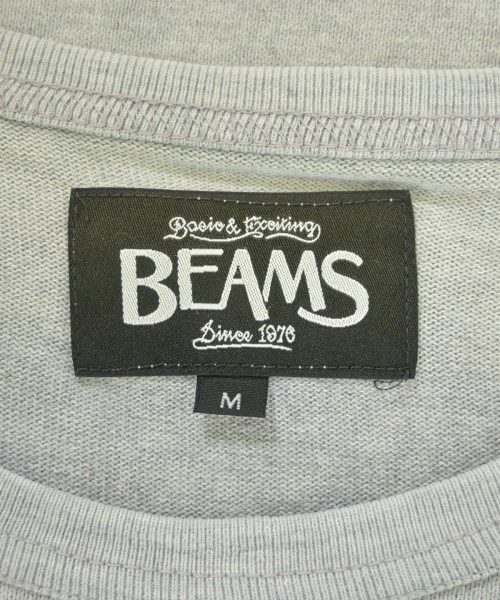 Basic & Exciting
BEAMS
Since 1976
M